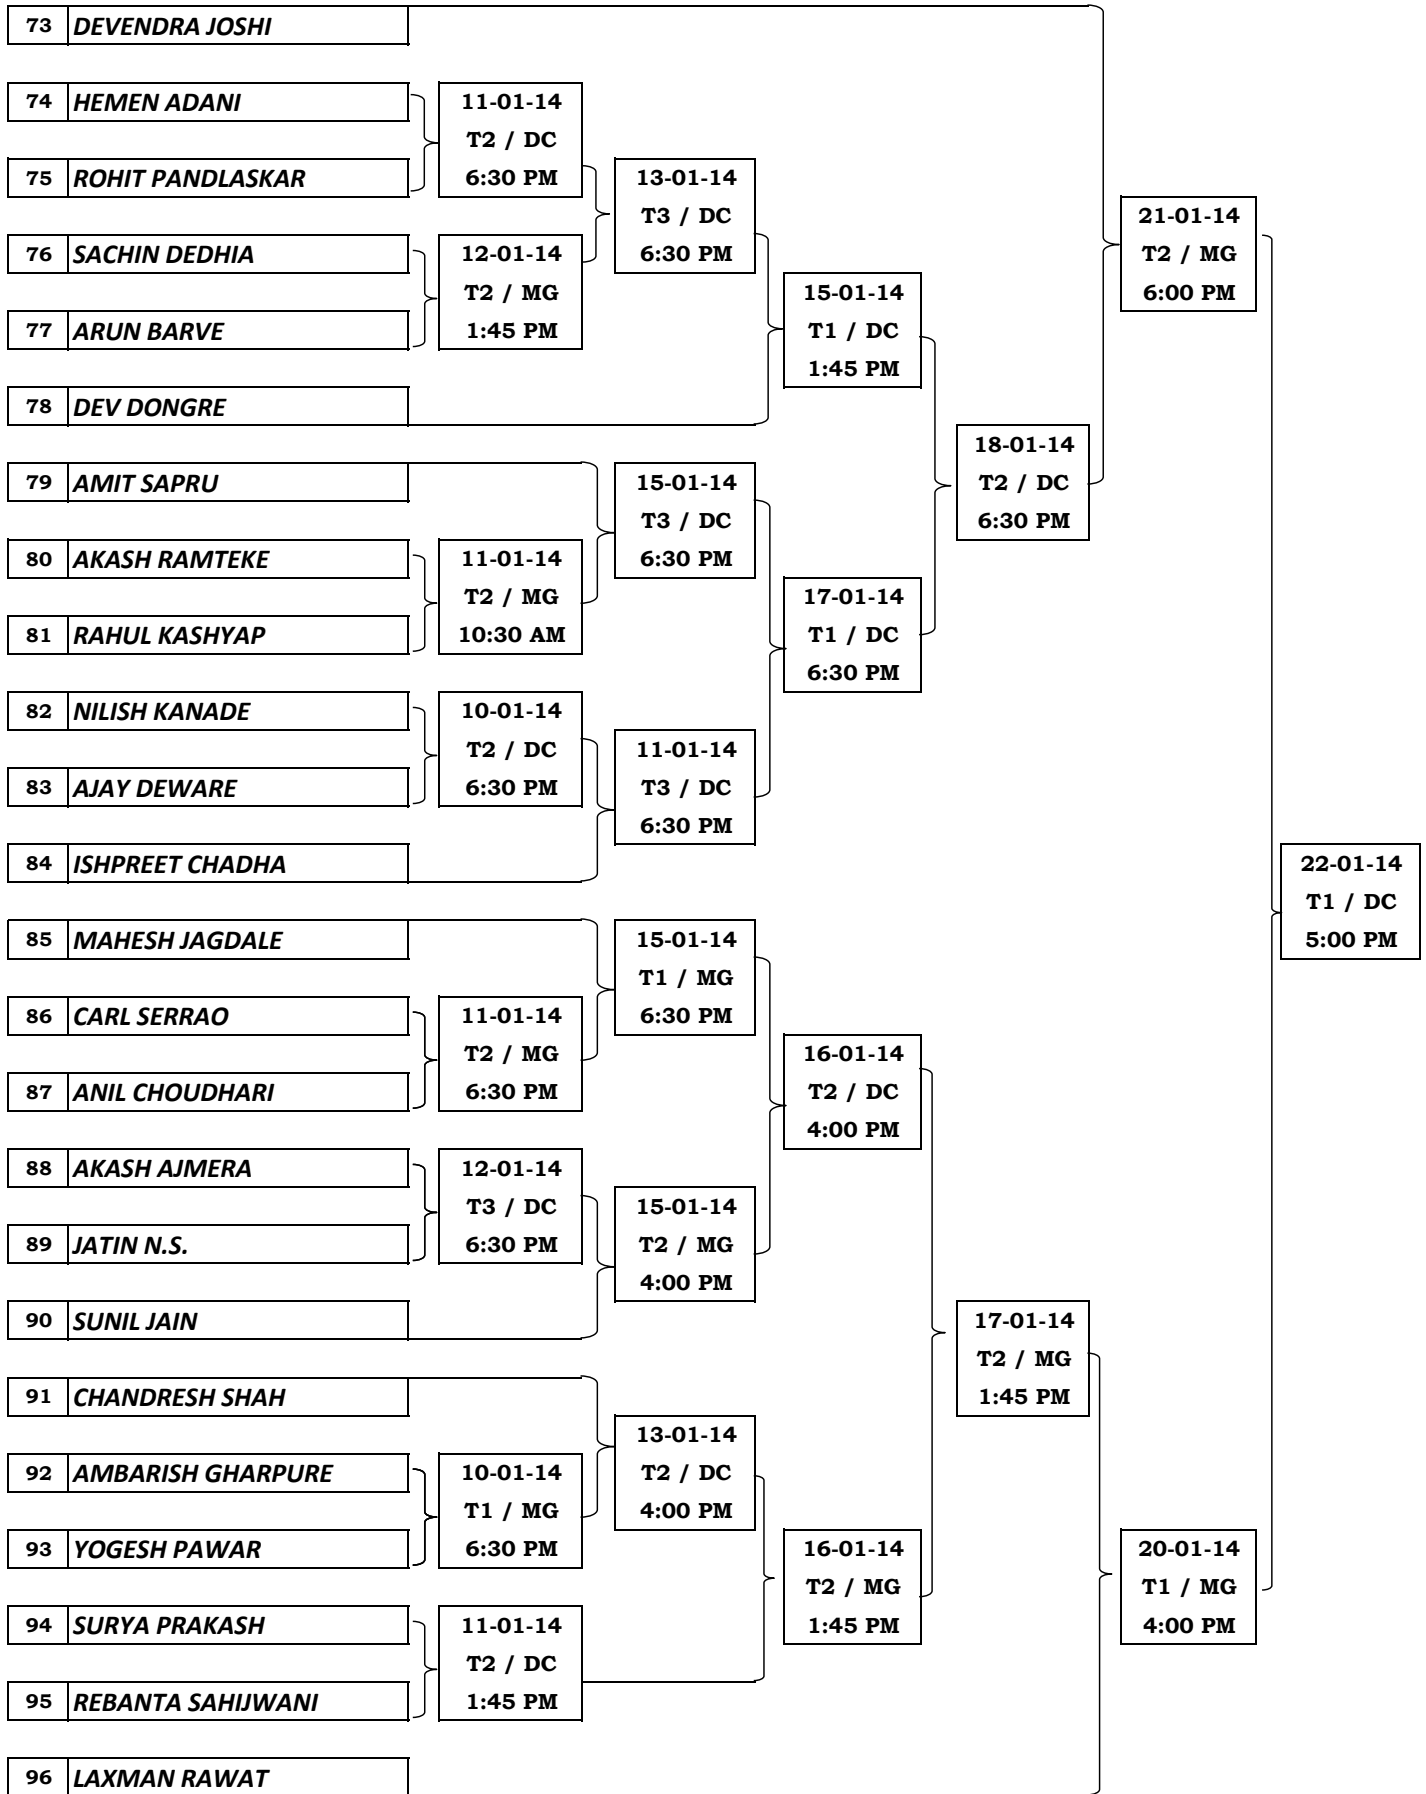 73 DEVENDRA JOSHI
74 HEMEN ADANI
11-01-14
T2 / DC
6:30 PM
75 ROHIT PANDLASKAR
13-01-14
T3 / DC
6:30 PM
21-01-14
T2 / MG
6:00 PM
76 SACHIN DEDHIA
12-01-14
T2 / MG
1:45 PM
77 ARUN BARVE
15-01-14
T1 / DC
1:45 PM
78 DEV DONGRE
18-01-14
T2 / DC
6:30 PM
79 AMIT SAPRU
15-01-14
T3 / DC
6:30 PM
80 AKASH RAMTEKE
11-01-14
T2 / MG
10:30 AM
81 RAHUL KASHYAP
17-01-14
T1 / DC
6:30 PM
82 NILISH KANADE
10-01-14
T2 / DC
6:30 PM
83 AJAY DEWARE
11-01-14
T3 / DC
6:30 PM
84 ISHPREET CHADHA
22-01-14
T1 / DC
5:00 PM
85 MAHESH JAGDALE
15-01-14
T1 / MG
6:30 PM
86 CARL SERRAO
11-01-14
T2 / MG
6:30 PM
87 ANIL CHOUDHARI
16-01-14
T2 / DC
4:00 PM
88 AKASH AJMERA
12-01-14
T3 / DC
6:30 PM
89 JATIN N.S.
15-01-14
T2 / MG
4:00 PM
90 SUNIL JAIN
17-01-14
T2 / MG
1:45 PM
91 CHANDRESH SHAH
13-01-14
T2 / DC
4:00 PM
92 AMBARISH GHARPURE
10-01-14
T1 / MG
6:30 PM
93 YOGESH PAWAR
16-01-14
T2 / MG
1:45 PM
20-01-14
T1 / MG
4:00 PM
94 SURYA PRAKASH
11-01-14
T2 / DC
1:45 PM
95 REBANTA SAHIJWANI
96 LAXMAN RAWAT